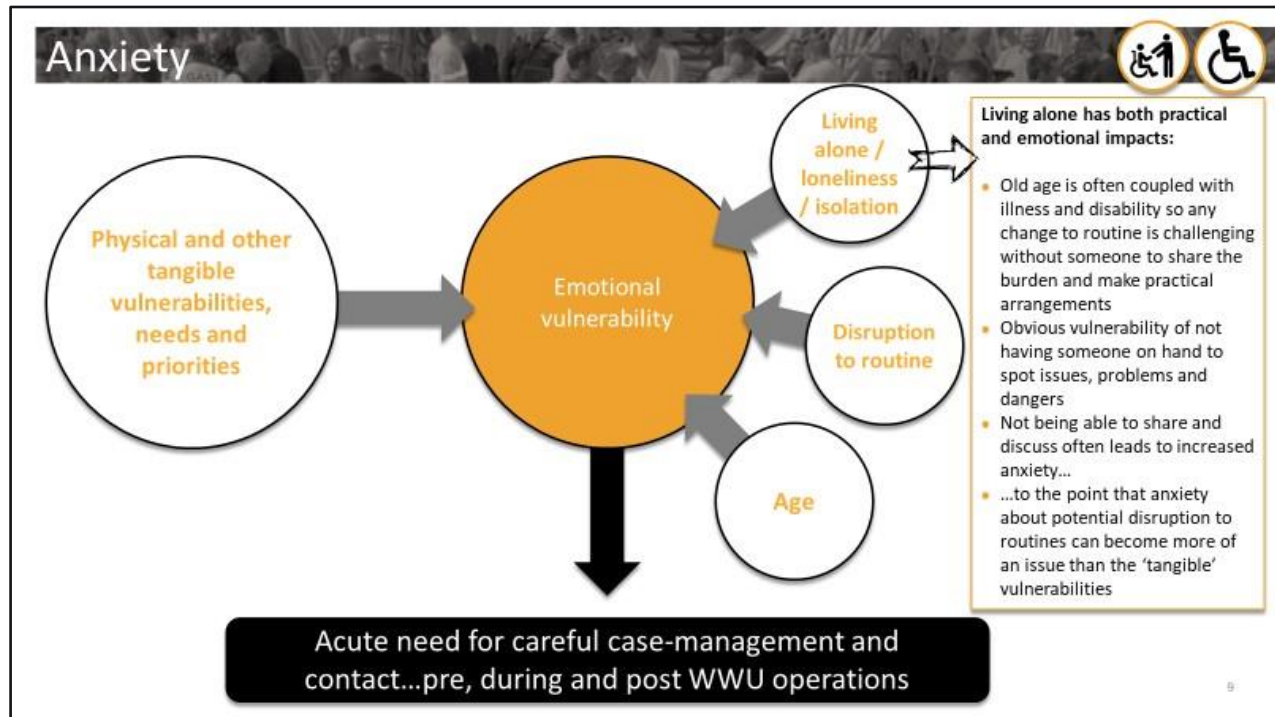 Anxiety
Physical and other
tangible
vulnerabilities,
needs and
priorities
Emotional
vulnerability
Living
alone /
loneliness
/ isolation
Disruption
to routine
Age
Living alone has both practical
and emotional impacts:
• Old age is often coupled with
illness and disability so any
change to routine is challenging
without someone to share the
burden and make practical
arrangements
• Obvious vulnerability of not
having someone on hand to
spot issues, problems and
dangers
• Not being able to share and
discuss often leads to increased
anxiety…
• …to the point that anxiety
about potential disruption to
routines can become more of
an issue than the ‘tangible’
vulnerabilities
Acute need for careful case-management and
contact…pre, during and post WWU operations
9